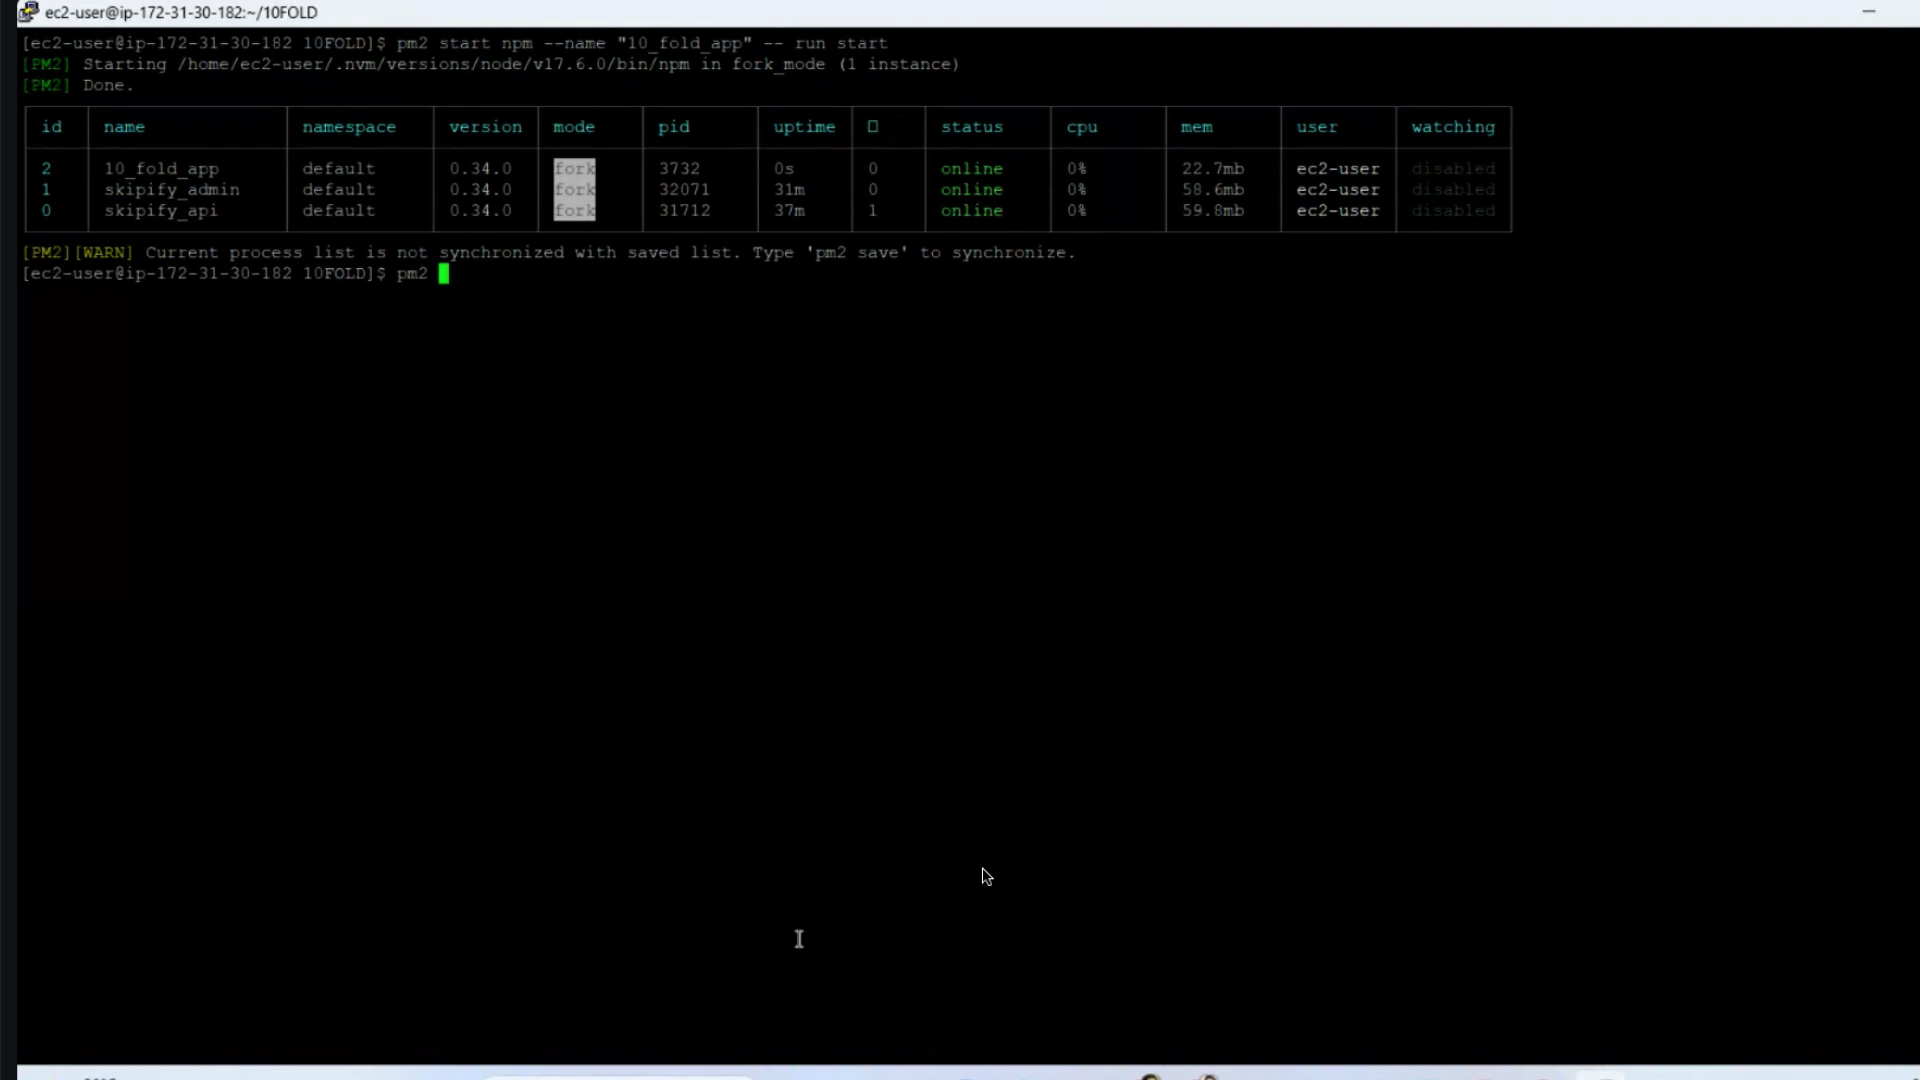 ec2-user@ip-172-31-30-182:~/10FOLD
[ec2-user@ip-172-31-30-182 10FOLD]$ pm2 start npm --name "10_fold_app" -- run start
[PM2] Starting /home/ec2-user/.nvm/versions/node/v17.6.0/bin/npm in fork_mode (1 instance)
[PM2] Done.
id name namespace version mode pid uptime status cpu mem user watching
2 10_fold_app default 0.34.0 fork 3732 0s 0 online 0% 22.7mb ec2-user disabled
1 skipify_admin default 0.34.0 fork 32071 31m 0 online 0% 58.6mb ec2-user disabled
0 skipify_api default 0.34.0 fork 31712 37m 1 online 0% 59.8mb ec2-user disabled
[PM2][WARN] Current process list is not synchronized with saved list. Type 'pm2 save' to synchronize.
[ec2-user@ip-172-31-30-182 10FOLD]$ pm2